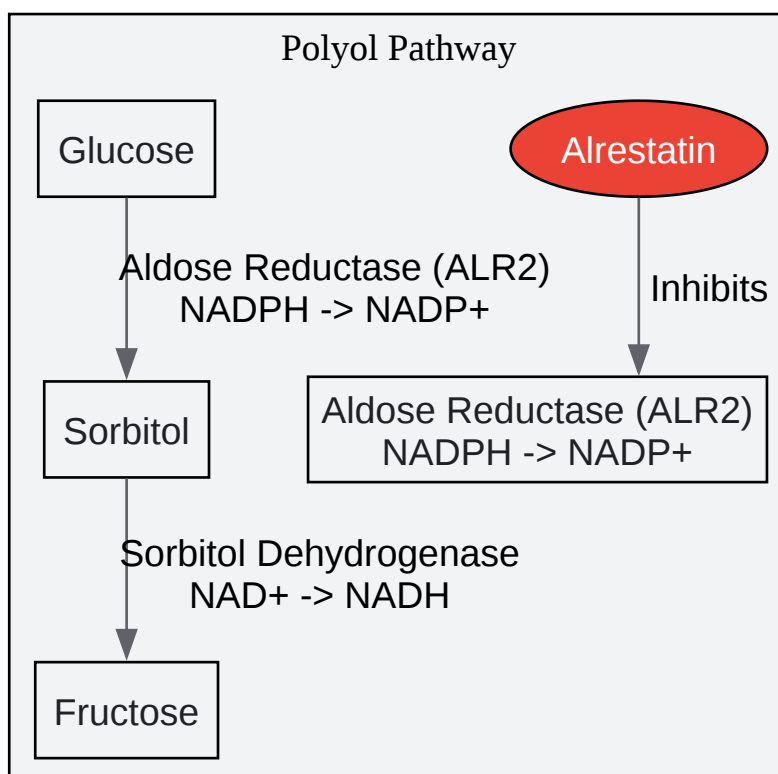 Polyol Pathway
Glucose
Alrestatin
Aldose Reductase (ALR2)
NADPH -> NADP+
Inhibits
Sorbitol
Aldose Reductase (ALR2)
NADPH -> NADP+
Sorbitol Dehydrogenase
NAD+ -> NADH
Fructose